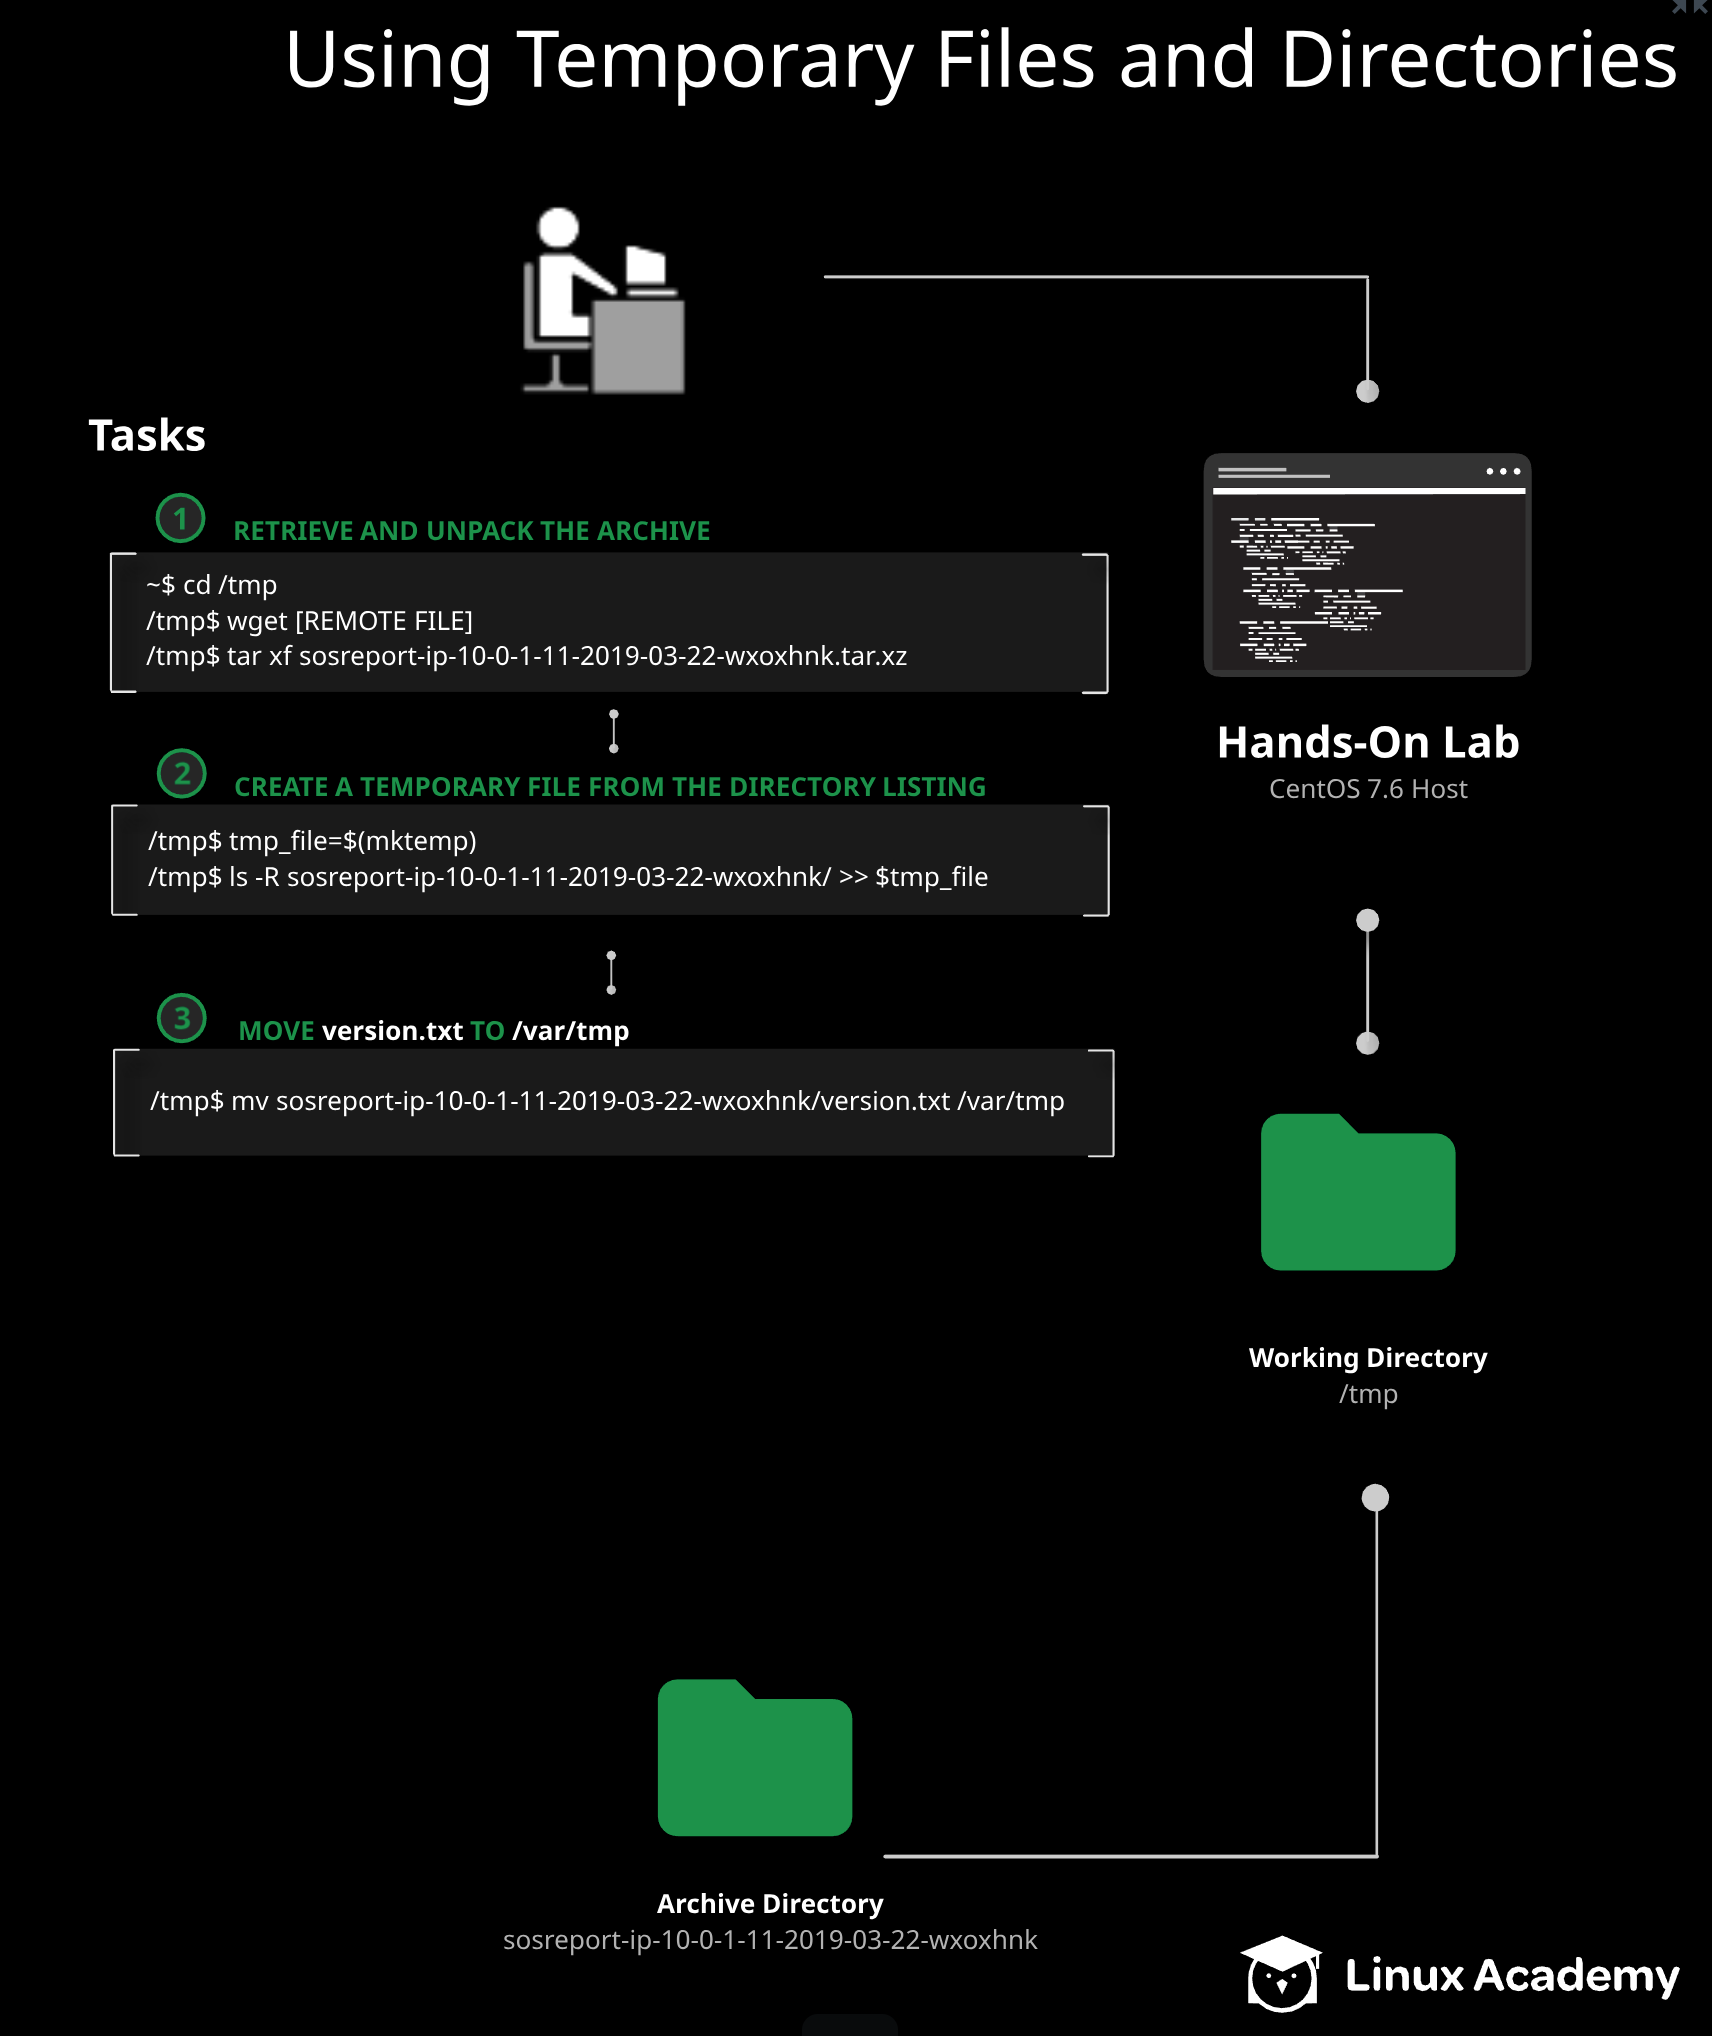 Using Temporary Files and Directories
Tasks
1 RETRIEVE AND UNPACK THE ARCHIVE
~$ cd /tmp
/tmp$ wget [REMOTE FILE]
/tmp$ tar xf sosreport-ip-10-0-1-11-2019-03-22-wxoxhnk.tar.xz
2 CREATE A TEMPORARY FILE FROM THE DIRECTORY LISTING
/tmp$ tmp_file=$(mktemp)
/tmp$ ls -R sosreport-ip-10-0-1-11-2019-03-22-wxoxhnk/ >> $tmp_file
3 MOVE version.txt TO /var/tmp
/tmp$ mv sosreport-ip-10-0-1-11-2019-03-22-wxoxhnk/version.txt /var/tmp
Hands-On Lab
CentOS 7.6 Host
Working Directory
/tmp
Archive Directory
sosreport-ip-10-0-1-11-2019-03-22-wxoxhnk
Linux Academy